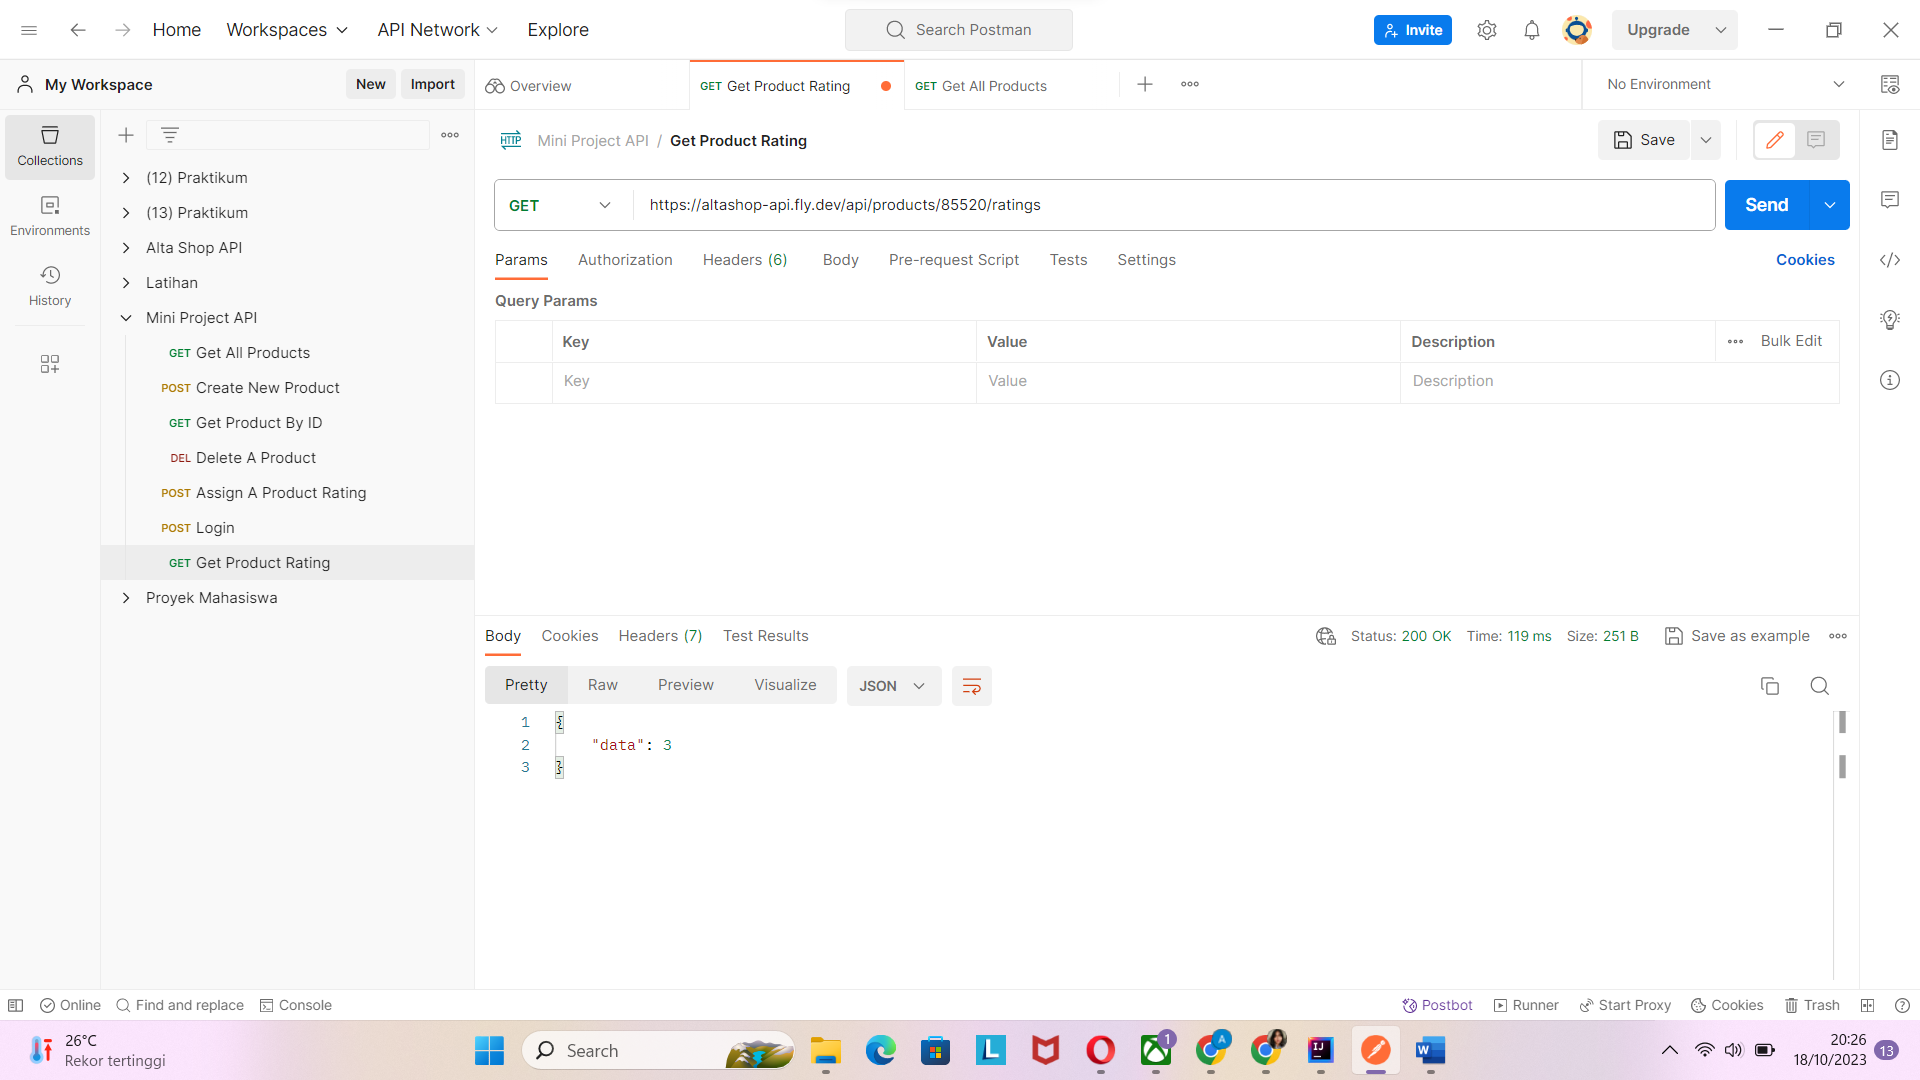 Home Workspaces API Network Explore Search Postman Invite Upgrade
My Workspace New Import Overview GET Get Product Rating GET Get All Products No Environment
Collections
Environments
History
(12) Praktikum
(13) Praktikum
Alta Shop API
Latihan
Mini Project API
GET Get All Products
POST Create New Product
GET Get Product By ID
DEL Delete A Product
POST Assign A Product Rating
POST Login
GET Get Product Rating
Proyek Mahasiswa
HTTP Mini Project API / Get Product Rating Save
GET https://altashop-api.fly.dev/api/products/85520/ratings Send
Params Authorization Headers (6) Body Pre-request Script Tests Settings Cookies
Query Params
Key Value Description Bulk Edit
Key Value Description
Body Cookies Headers (7) Test Results Status: 200 OK Time: 119 ms Size: 251 B Save as example
Pretty Raw Preview Visualize JSON
1 {
2 "data": 3
3 }
Online Find and replace Console Postbot Runner Start Proxy Cookies Trash
26°C
Rekor tertinggi
Search
L
1
A
IJ
W
20:26
18/10/2023
13